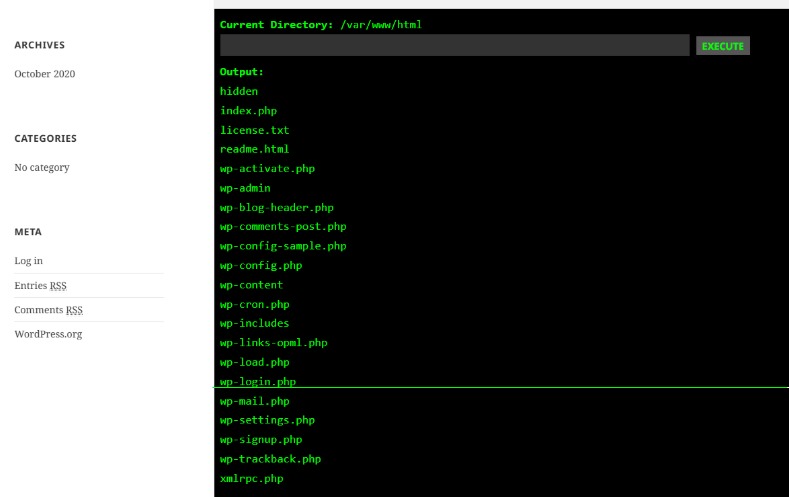 ARCHIVES
October 2020
CATEGORIES
No category
META
Log in
Entries RSS
Comments RSS
WordPress.org
Current Directory: /var/www/html
EXECUTE
Output:
hidden
index.php
license.txt
readme.html
wp-activate.php
wp-admin
wp-blog-header.php
wp-comments-post.php
wp-config-sample.php
wp-config.php
wp-content
wp-cron.php
wp-includes
wp-links-opml.php
wp-load.php
wp-login.php
wp-mail.php
wp-settings.php
wp-signup.php
wp-trackback.php
xmlrpc.php